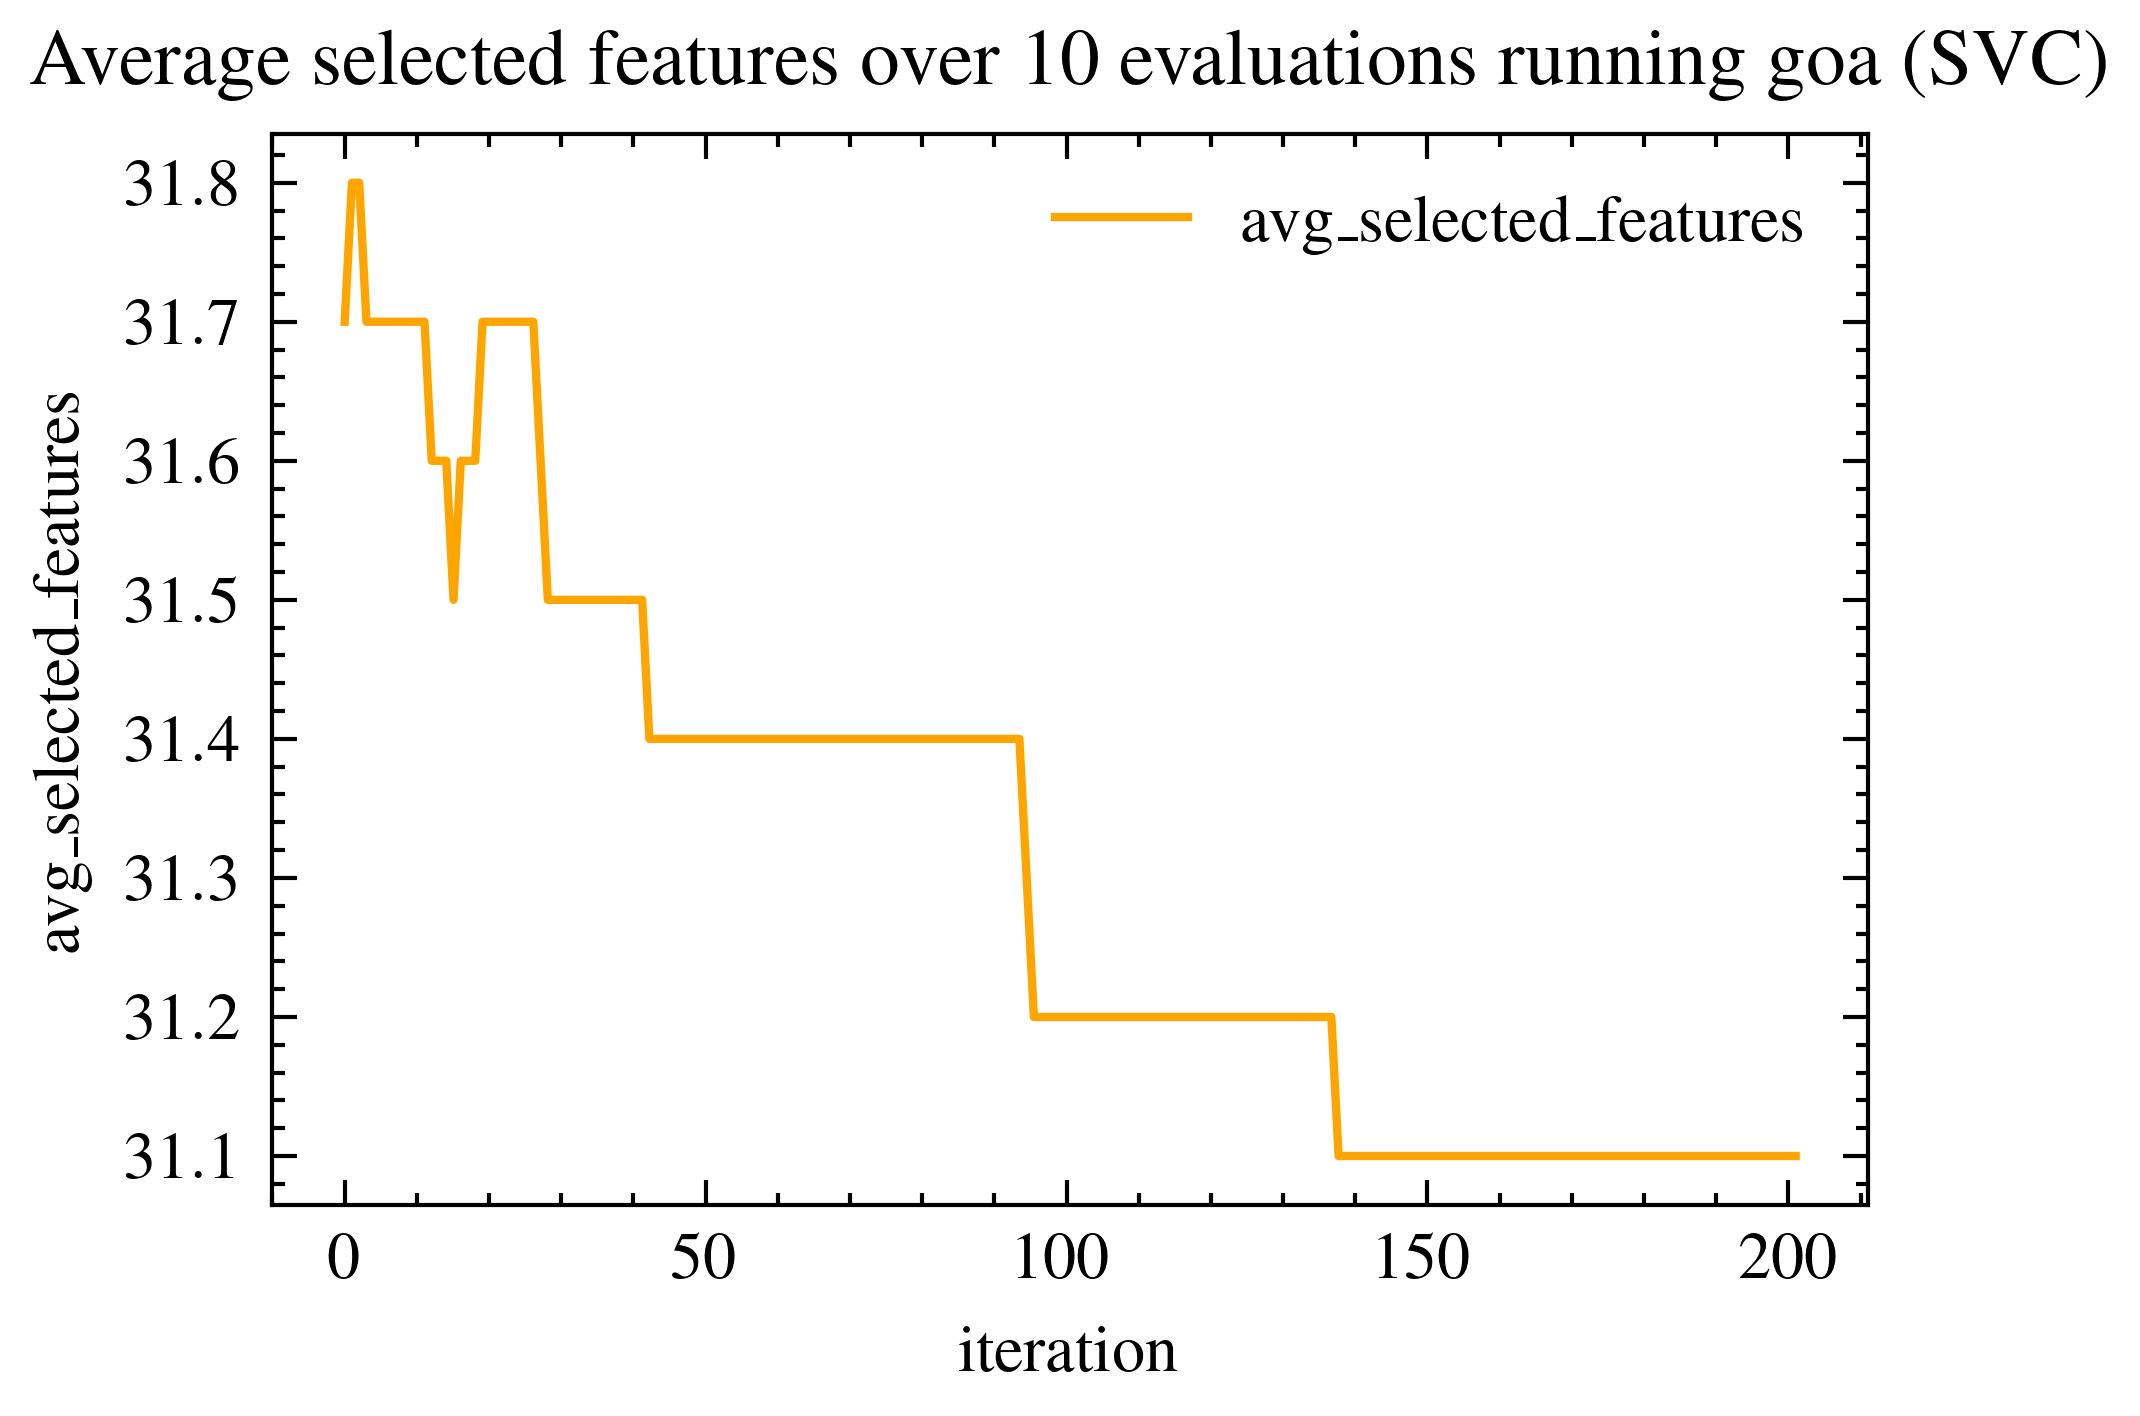 Average selected features over 10 evaluations running goa (SVC)
avg_selected_features
31.8
31.7
31.6
31.5
31.4
31.3
31.2
31.1
avg_selected_features
0 50 100 150 200
iteration